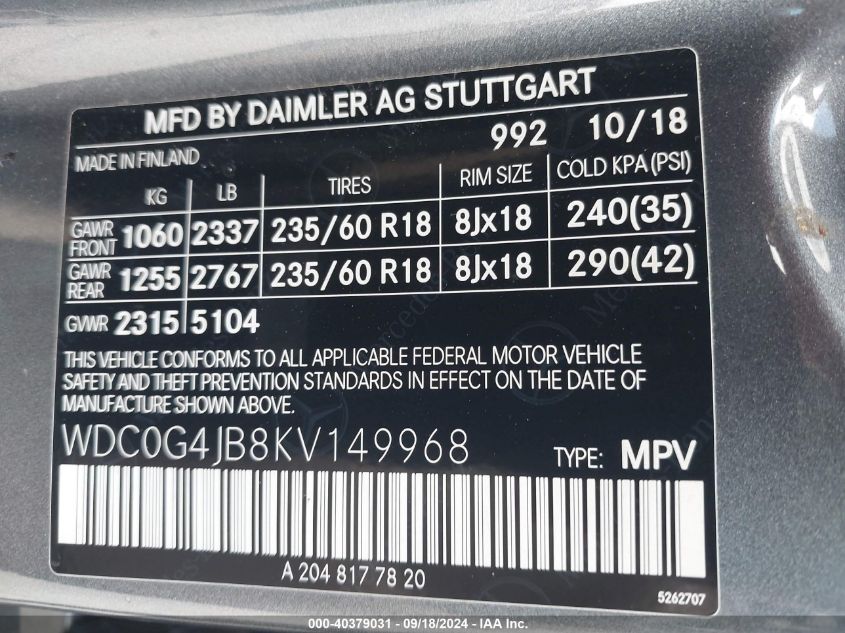 MFD BY DAIMLER AG STUTTGART
992 10/18
MADE IN FINLAND
KG LB TIRES RIM SIZE COLD KPA(PSI)
GAWR FRONT 1060 2337 235/60 R18 8Jx18 240(35)
GAWR REAR 1255 2767 235/60 R18 8Jx18 290(42)
GVWR 2315 5104
THIS VEHICLE CONFORMS TO ALL APPLICABLE FEDERAL MOTOR VEHICLE
SAFETY AND THEFT PREVENTION STANDARDS IN EFFECT ON THE DATE OF
MANUFACTURE SHOWN ABOVE.
WDC0G4JB8KV149968 TYPE: MPV
A 204 817 78 20
5262707
000-40379031 - 09/18/2024 - IAA Inc.